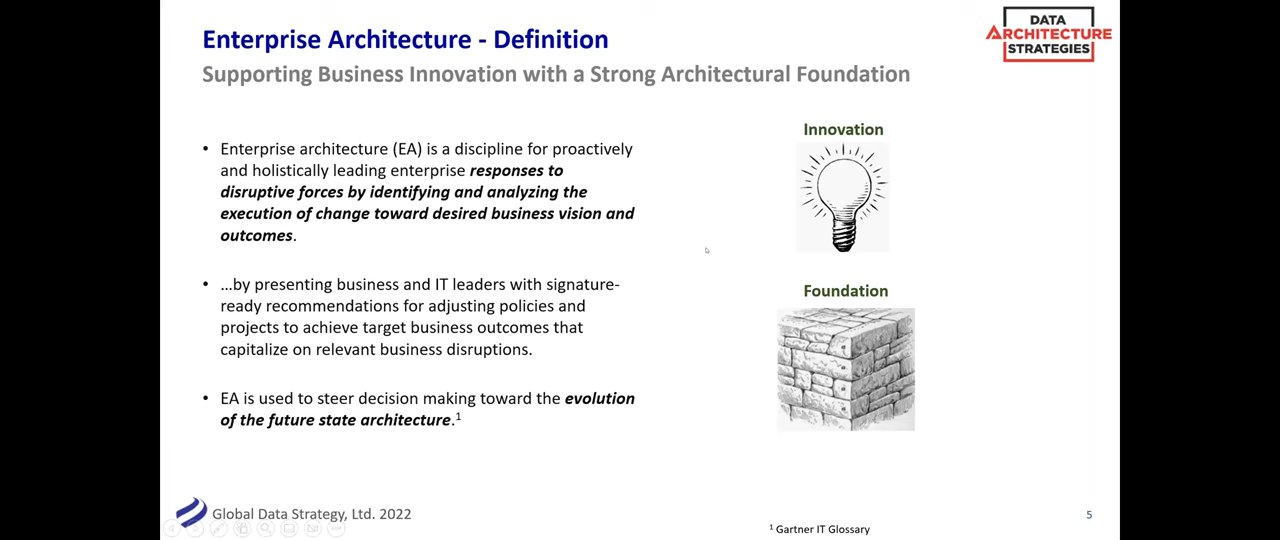 Enterprise Architecture - Definition
Supporting Business Innovation with a Strong Architectural Foundation
DATA
ARCHITECTURE
STRATEGIES
• Enterprise architecture (EA) is a discipline for proactively
and holistically leading enterprise responses to
disruptive forces by identifying and analyzing the
execution of change toward desired business vision and
outcomes.
• …by presenting business and IT leaders with signature-
ready recommendations for adjusting policies and
projects to achieve target business outcomes that
capitalize on relevant business disruptions.
• EA is used to steer decision making toward the evolution
of the future state architecture.¹
Innovation
Foundation
Global Data Strategy, Ltd. 2022
¹ Gartner IT Glossary
5